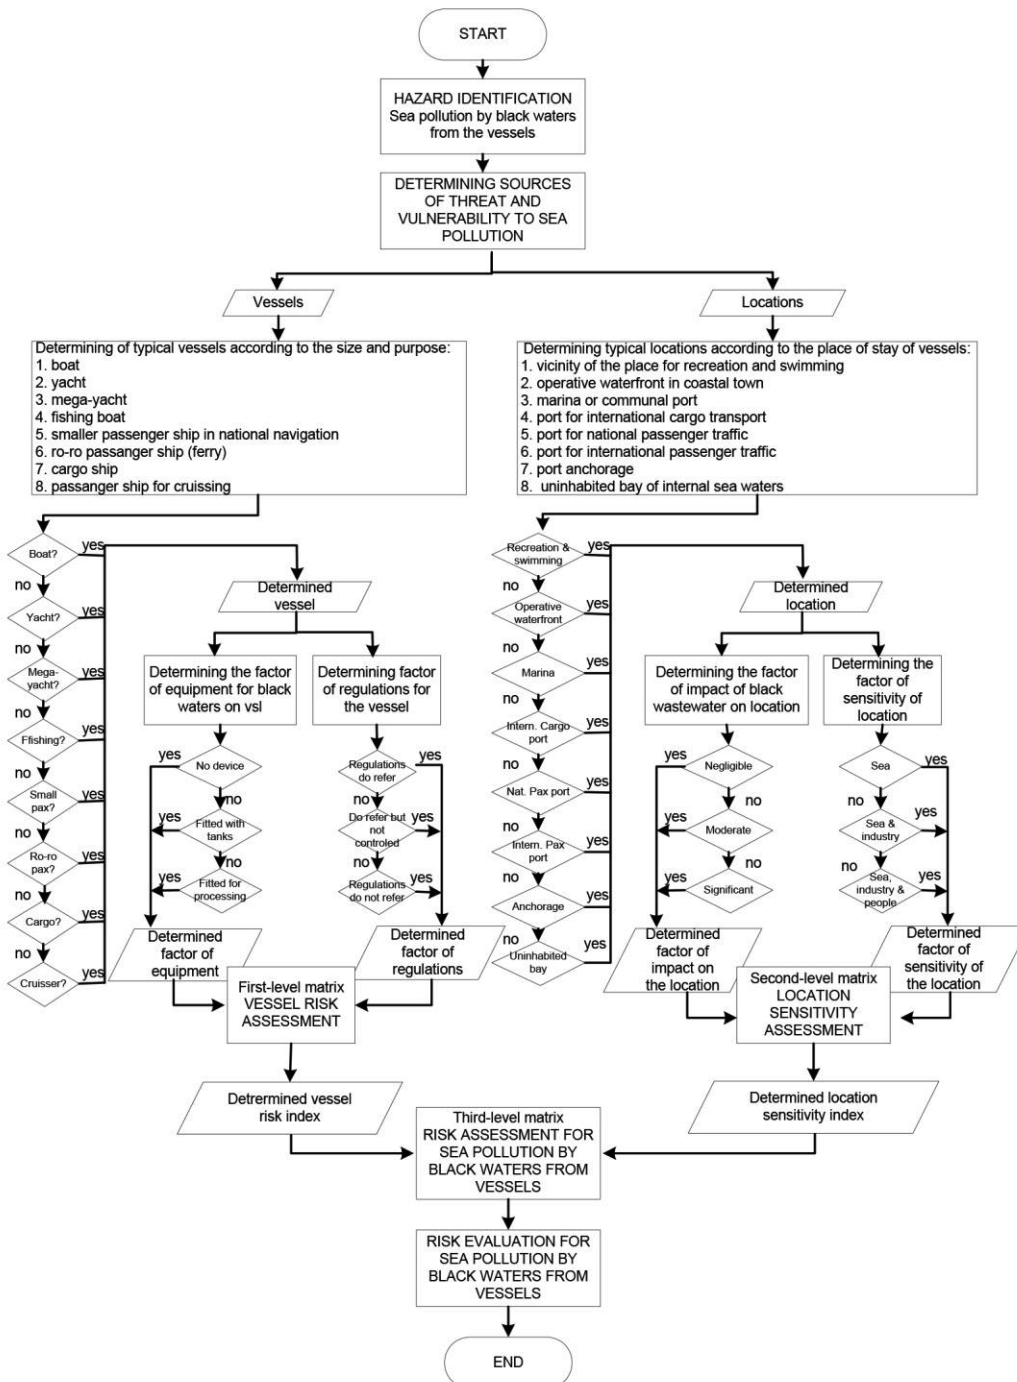 START
HAZARD IDENTIFICATION
Sea pollution by black waters
from the vessels
DETERMINING SOURCES
OF THREAT AND
VULNERABILITY TO SEA
POLLUTION
Vessels
Locations
Determining of typical vessels according to the size and purpose:
1. boat
2. yacht
3. mega-yacht
4. fishing boat
5. smaller passenger ship in national navigation
6. ro-ro passanger ship (ferry)
7. cargo ship
8. passanger ship for cruissing
Determining typical locations according to the place of stay of vessels:
1. vicinity of the place for recreation and swimming
2. operative waterfront in coastal town
3. marina or communal port
4. port for international cargo transport
5. port for national passenger traffic
6. port for international passenger traffic
7. port anchorage
8. uninhabited bay of internal sea waters
Boat?
yes
no
Yacht?
yes
no
Mega-
yacht?
yes
no
Ffishing?
yes
no
Small
pax?
yes
no
Ro-ro
pax?
yes
no
Cargo?
yes
no
Cruisser?
yes
Determined
vessel
Determining the factor
of equipment for black
waters on vsl
Determining factor
of regulations for
the vessel
yes
No device
no
yes
Fitted with
tanks
no
yes
Fitted for
processing
Regulations
do refer
yes
no
Do refer but
not
controled
yes
no
Regulations
do not refer
yes
Determined
factor of
equipment
Determined
factor of
regulations
First-level matrix
VESSEL RISK
ASSESSMENT
Detrermined vessel
risk index
Recreation &
swimming
yes
no
Operative
waterfront
yes
no
Marina
yes
no
Intern. Cargo
port
yes
no
Nat. Pax port
yes
no
Intern. Pax
port
yes
no
Anchorage
yes
no
Uninhabited
bay
yes
Determined
location
Determining the
factor of impact of black
wastewater on location
Determining the
factor of
sensitivity of
location
yes
Negligible
no
yes
Moderate
no
yes
Significant
Sea
yes
no
Sea &
industry
yes
no
Sea,
industry &
people
yes
Determined
factor of
impact on
the location
Determined
factor of
sensitivity of
the location
Second-level matrix
LOCATION
SENSITIVITY
ASSESSMENT
Determined location
sensitivity index
Third-level matrix
RISK ASSESSMENT FOR
SEA POLLUTION BY
BLACK WATERS FROM
VESSELS
RISK EVALUATION FOR
SEA POLLUTION BY
BLACK WATERS FROM
VESSELS
END